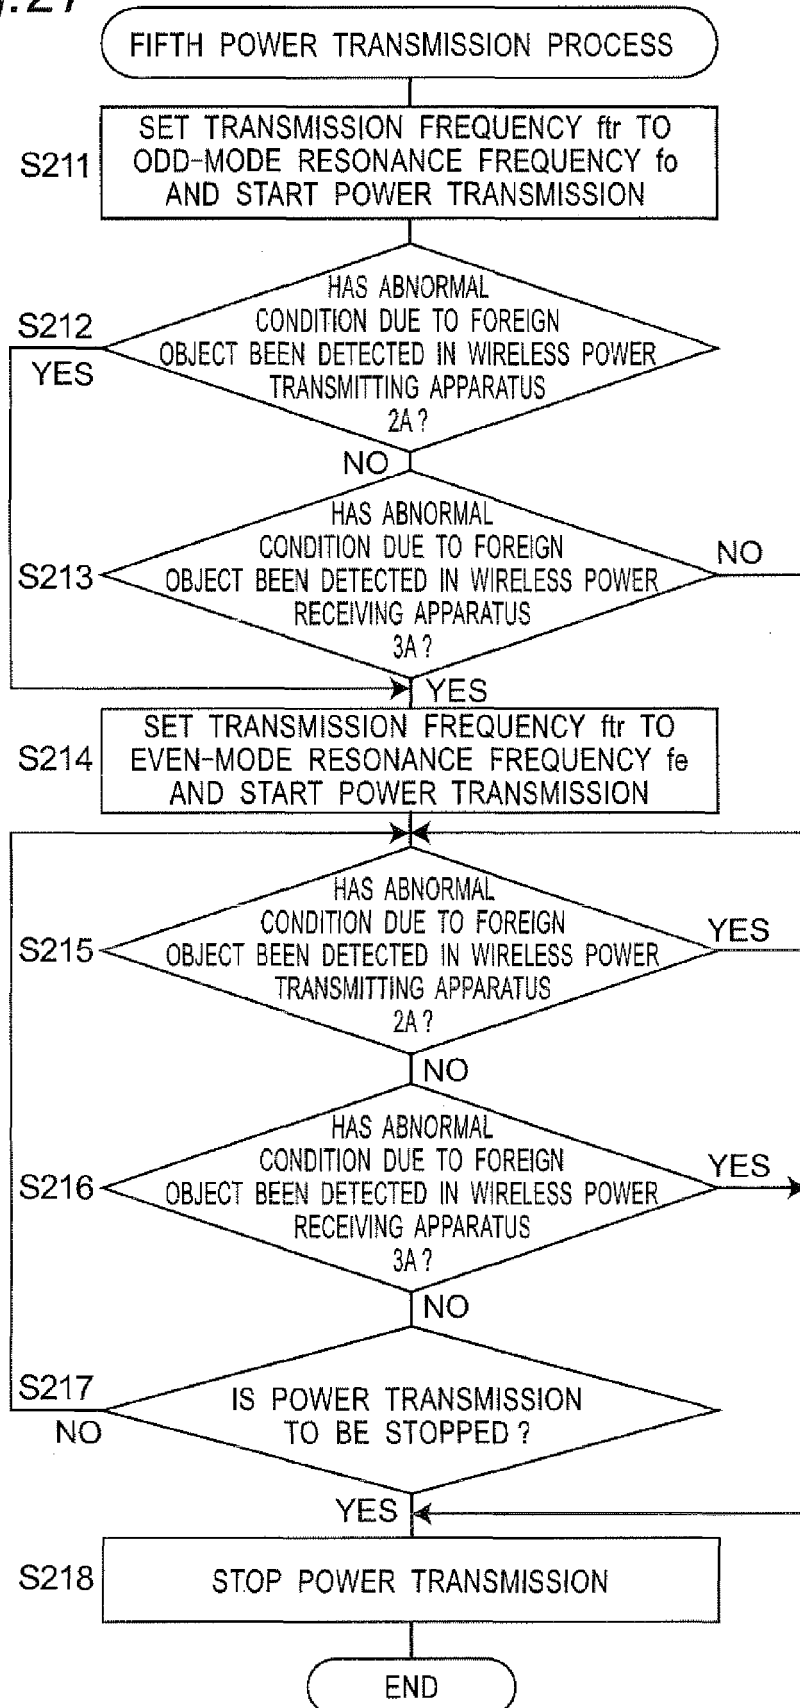 FIFTH POWER TRANSMISSION PROCESS
S211
SET TRANSMISSION FREQUENCY ftr TO
ODD-MODE RESONANCE FREQUENCY fo
AND START POWER TRANSMISSION
S212
YES
HAS ABNORMAL
CONDITION DUE TO FOREIGN
OBJECT BEEN DETECTED IN WIRELESS POWER
TRANSMITTING APPARATUS
2A?
NO
S213
HAS ABNORMAL
CONDITION DUE TO FOREIGN
OBJECT BEEN DETECTED IN WIRELESS POWER
RECEIVING APPARATUS
3A?
NO
YES
S214
SET TRANSMISSION FREQUENCY ftr TO
EVEN-MODE RESONANCE FREQUENCY fe
AND START POWER TRANSMISSION
S215
HAS ABNORMAL
CONDITION DUE TO FOREIGN
OBJECT BEEN DETECTED IN WIRELESS POWER
TRANSMITTING APPARATUS
2A?
YES
NO
S216
HAS ABNORMAL
CONDITION DUE TO FOREIGN
OBJECT BEEN DETECTED IN WIRELESS POWER
RECEIVING APPARATUS
3A?
YES
NO
S217
NO
IS POWER TRANSMISSION
TO BE STOPPED?
YES
S218
STOP POWER TRANSMISSION
END